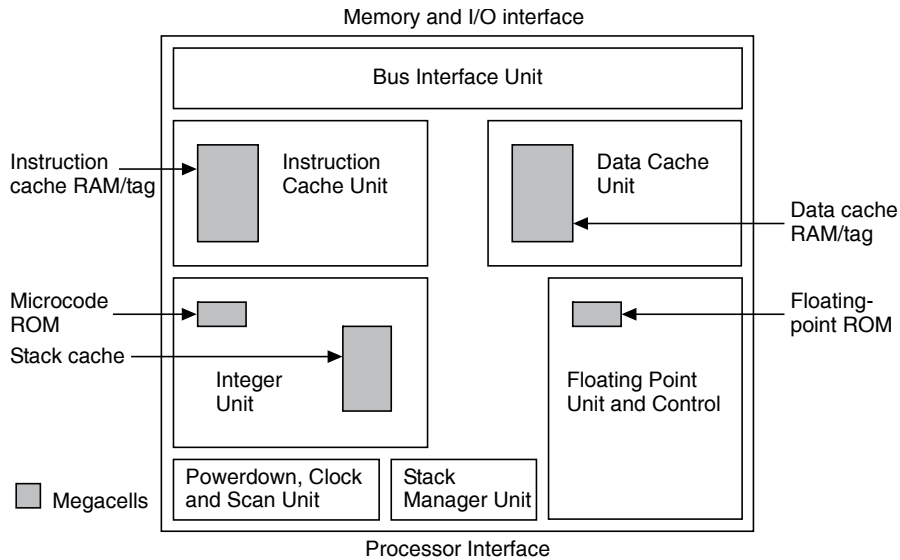 Memory and I/O interface
Bus Interface Unit
Instruction
cache RAM/tag
Instruction
Cache Unit
Data Cache
Unit
Data cache
RAM/tag
Microcode
ROM
Stack cache
Integer
Unit
Floating-
point ROM
Floating Point
Unit and Control
Powerdown, Clock
and Scan Unit
Stack
Manager Unit
Megacells
Processor Interface